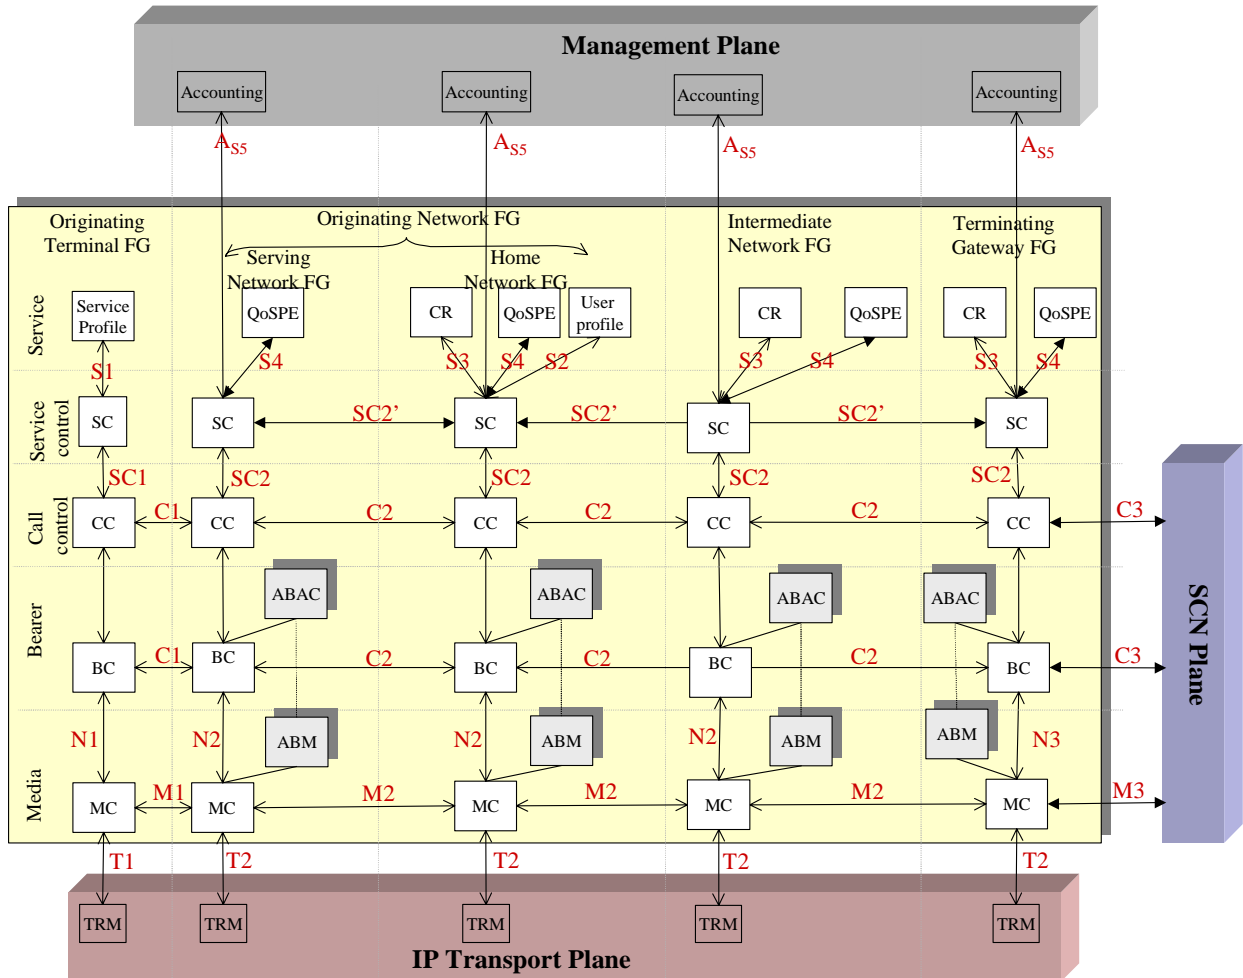 Management Plane
Accounting
Accounting
Accounting
Accounting
AS5
AS5
AS5
AS5
Originating
Terminal FG
Originating Network FG
Intermediate
Network FG
Terminating
Gateway FG
Serving
Network FG
Home
Network FG
Service
Service
Profile
QoSPE
CR
QoSPE
User
profile
CR
QoSPE
CR
QoSPE
S1
S4
S3
S4
S2
S3
S4
S3
S4
Service
control
SC
SC
SC2’
SC
SC2’
SC
SC2’
SC
SC1
SC2
SC2
SC2
SC2
Call
control
CC
C1
CC
C2
CC
C2
CC
C2
CC
C3
Bearer
ABAC
ABAC
ABAC
ABAC
BC
C1
BC
C2
BC
C2
BC
C2
BC
C3
SCN Plane
N1
N2
ABM
N2
ABM
N2
ABM
ABM
N3
Media
MC
M1
MC
M2
MC
M2
MC
M2
MC
M3
T1
T2
T2
T2
T2
TRM
TRM
TRM
TRM
TRM
IP Transport Plane